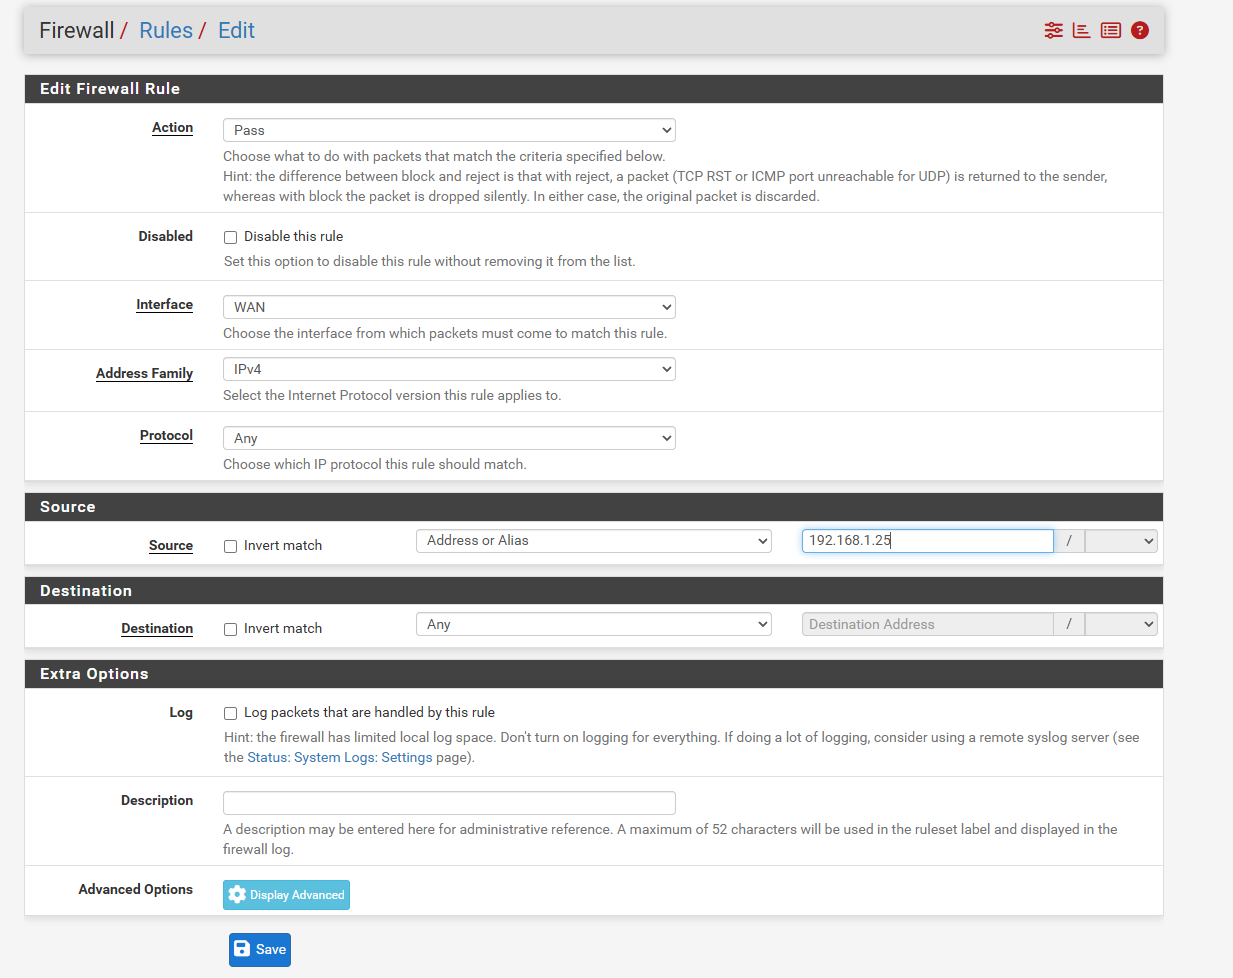 Firewall / Rules / Edit
?
Edit Firewall Rule
Action
Pass
Choose what to do with packets that match the criteria specified below.
Hint: the difference between block and reject is that with reject, a packet (TCP RST or ICMP port unreachable for UDP) is returned to the sender,
whereas with block the packet is dropped silently. In either case, the original packet is discarded.
Disabled
Disable this rule
Set this option to disable this rule without removing it from the list.
Interface
WAN
Choose the interface from which packets must come to match this rule.
Address Family
IPv4
Select the Internet Protocol version this rule applies to.
Protocol
Any
Choose which IP protocol this rule should match.
Source
Source
Invert match
Address or Alias
192.168.1.25
/
Destination
Destination
Invert match
Any
Destination Address
/
Extra Options
Log
Log packets that are handled by this rule
Hint: the firewall has limited local log space. Don't turn on logging for everything. If doing a lot of logging, consider using a remote syslog server (see
the Status: System Logs: Settings page).
Description
A description may be entered here for administrative reference. A maximum of 52 characters will be used in the ruleset label and displayed in the
firewall log.
Advanced Options
Display Advanced
Save